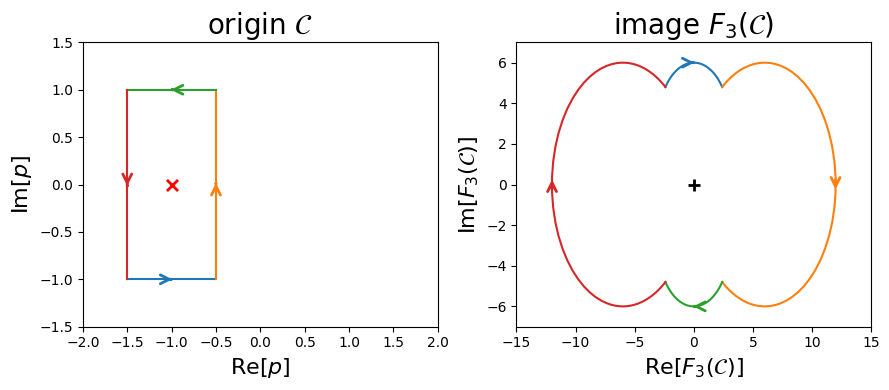 origin 𝒞
1.5
1.0
0.5
0.0
−0.5
−1.0
−1.5
−2.0 −1.5 −1.0 −0.5 0.0 0.5 1.0 1.5 2.0
Re[p]
Im[p]
image F₃(𝒞)
6
4
2
0
−2
−4
−6
−15 −10 −5 0 5 10 15
Re[F₃(𝒞)]
Im[F₃(𝒞)]